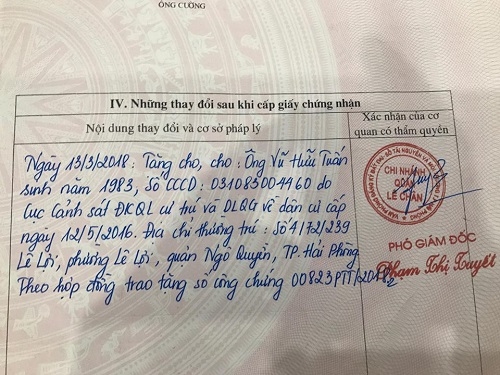 ÔNG CƯỜNG
IV. Những thay đổi sau khi cấp giấy chứng nhận
Nội dung thay đổi và cơ sở pháp lý
Xác nhận của cơ
quan có thẩm quyền
Ngày 13/3/2018: Tặng cho, cho: Ông Vũ Hữu Tuấn
sinh năm 1983, Số CCCD: 031083004460 do
Cục Cảnh sát ĐKQL cư trú và DLQG về dân cư cấp
ngày 12/5/2016. Địa chỉ thường trú: Số 4/72/239
Lê Lợi, phường Lê Lợi, quận Ngô Quyền, TP. Hải Phòng
Theo hợp đồng trao tặng số công chứng 00823PTT/2018
CHI NHÁNH
QUẬN
LÊ CHÂN
PHÓ GIÁM ĐỐC
Phạm Thị Tuyết